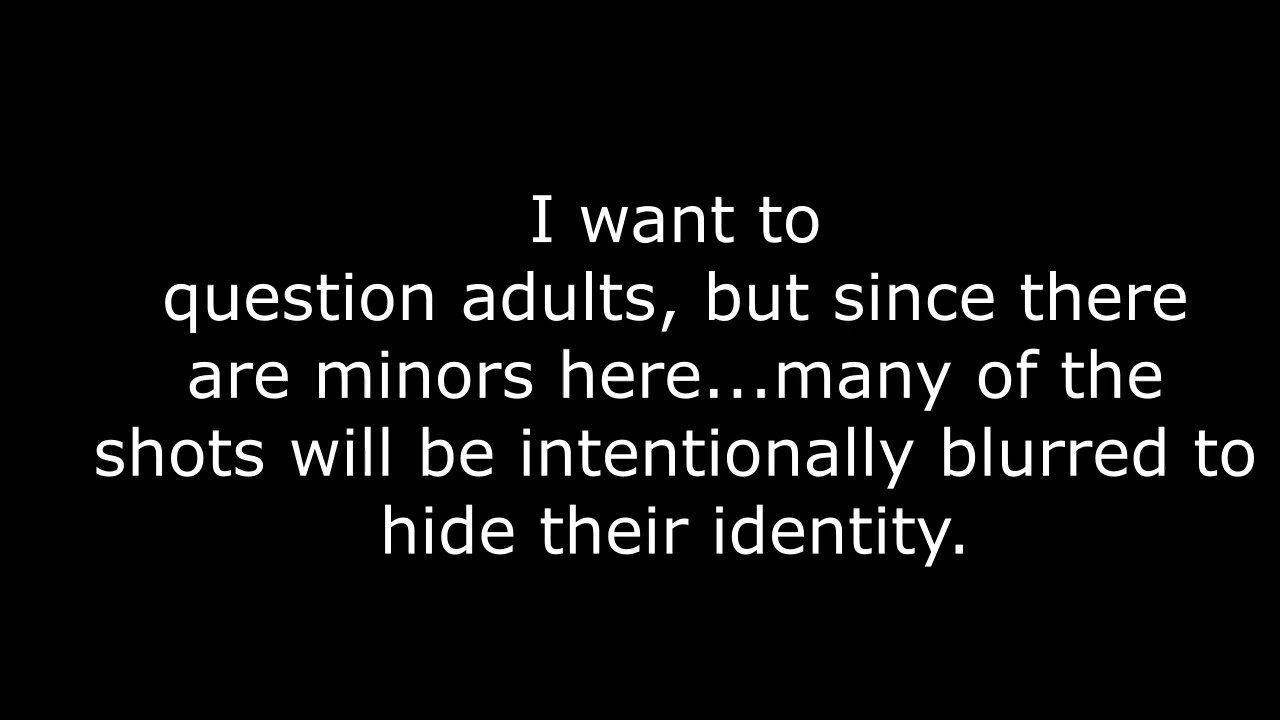 I want to
question adults, but since there
are minors here...many of the
shots will be intentionally blurred to
hide their identity.